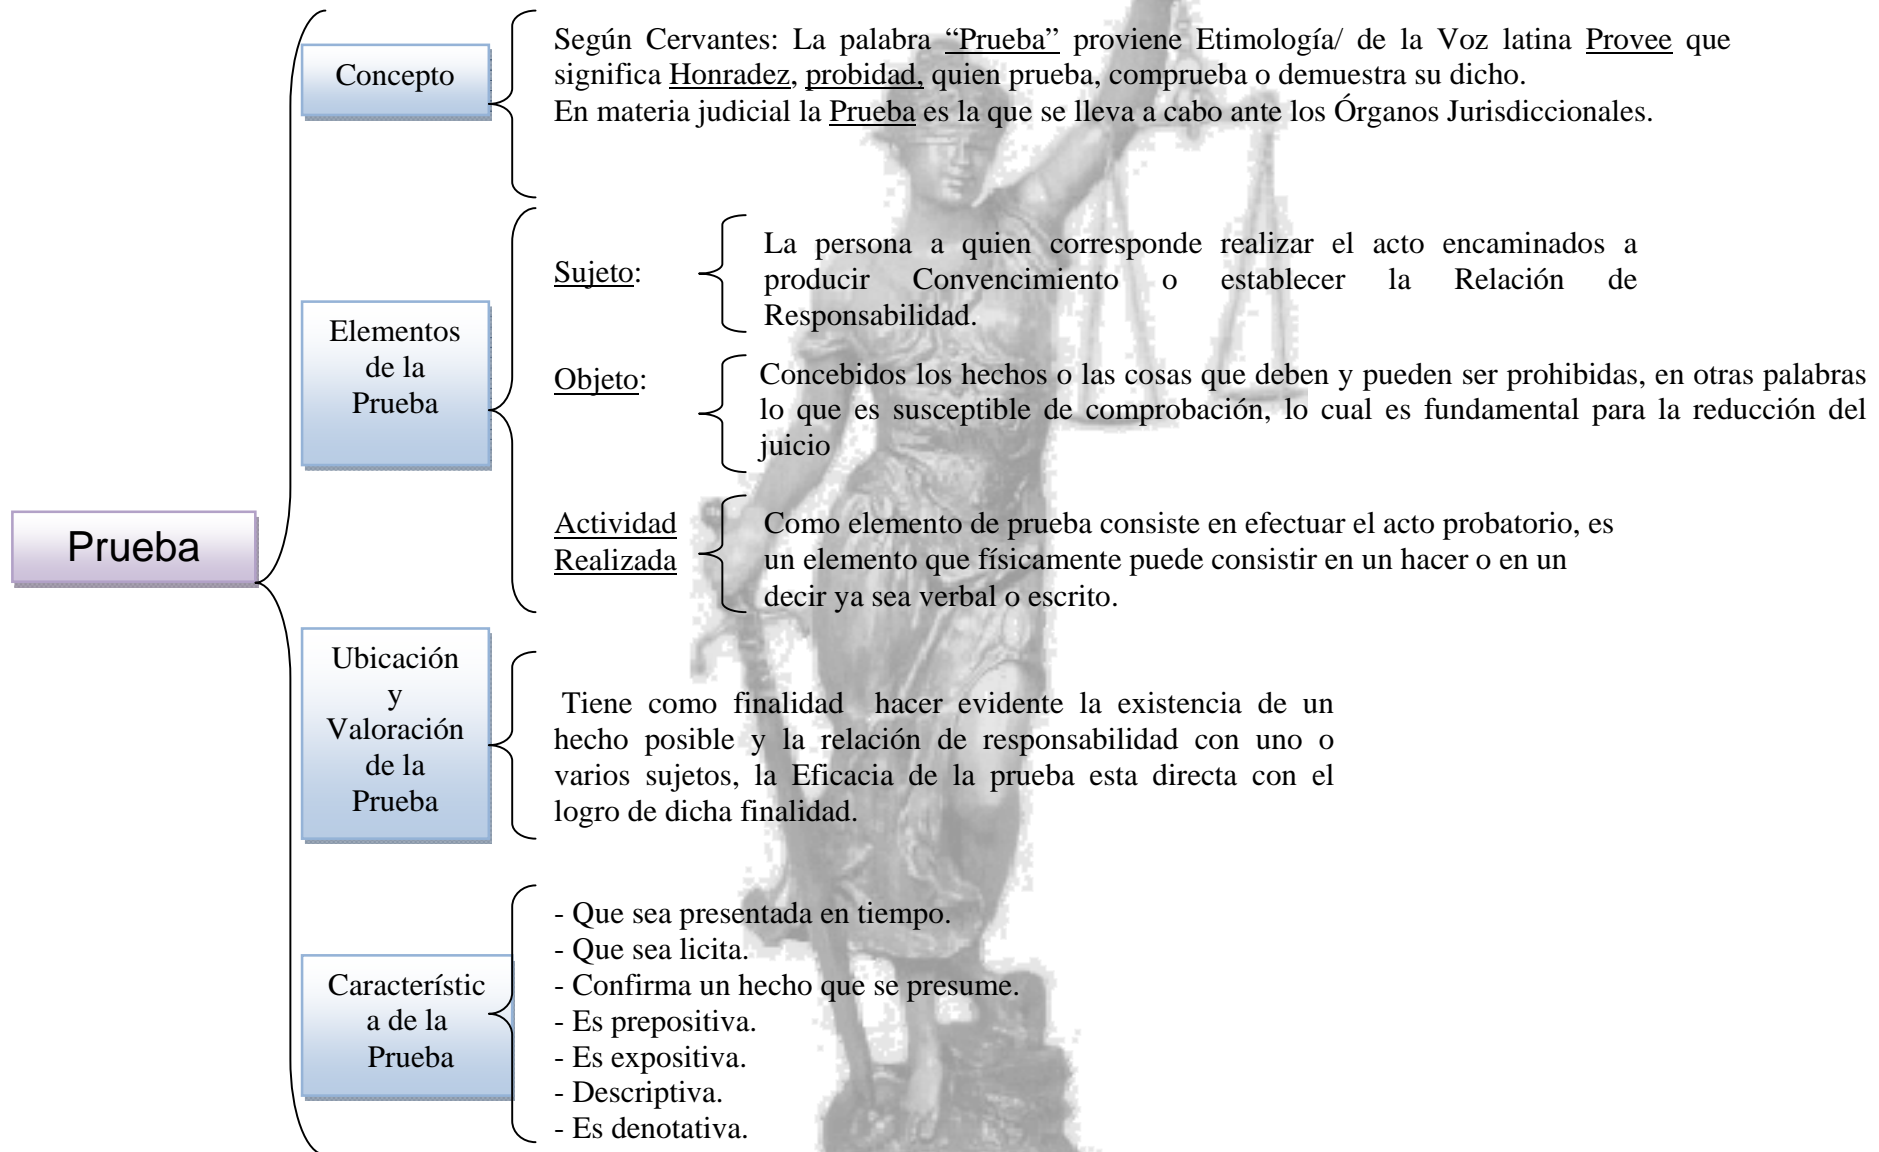 Prueba
Concepto
Según Cervantes: La palabra “Prueba” proviene Etimología/ de la Voz latina Provee que
significa Honradez, probidad, quien prueba, comprueba o demuestra su dicho.
En materia judicial la Prueba es la que se lleva a cabo ante los Órganos Jurisdiccionales.
Elementos
de la
Prueba
Sujeto:
La persona a quien corresponde realizar el acto encaminados a
producir Convencimiento o establecer la Relación de
Responsabilidad.
Objeto:
Concebidos los hechos o las cosas que deben y pueden ser prohibidas, en otras palabras
lo que es susceptible de comprobación, lo cual es fundamental para la reducción del
juicio
Actividad
Realizada
Como elemento de prueba consiste en efectuar el acto probatorio, es
un elemento que físicamente puede consistir en un hacer o en un
decir ya sea verbal o escrito.
Ubicación
y
Valoración
de la
Prueba
Tiene como finalidad hacer evidente la existencia de un
hecho posible y la relación de responsabilidad con uno o
varios sujetos, la Eficacia de la prueba esta directa con el
logro de dicha finalidad.
Característic
a de la
Prueba
- Que sea presentada en tiempo.
- Que sea licita.
- Confirma un hecho que se presume.
- Es prepositiva.
- Es expositiva.
- Descriptiva.
- Es denotativa.